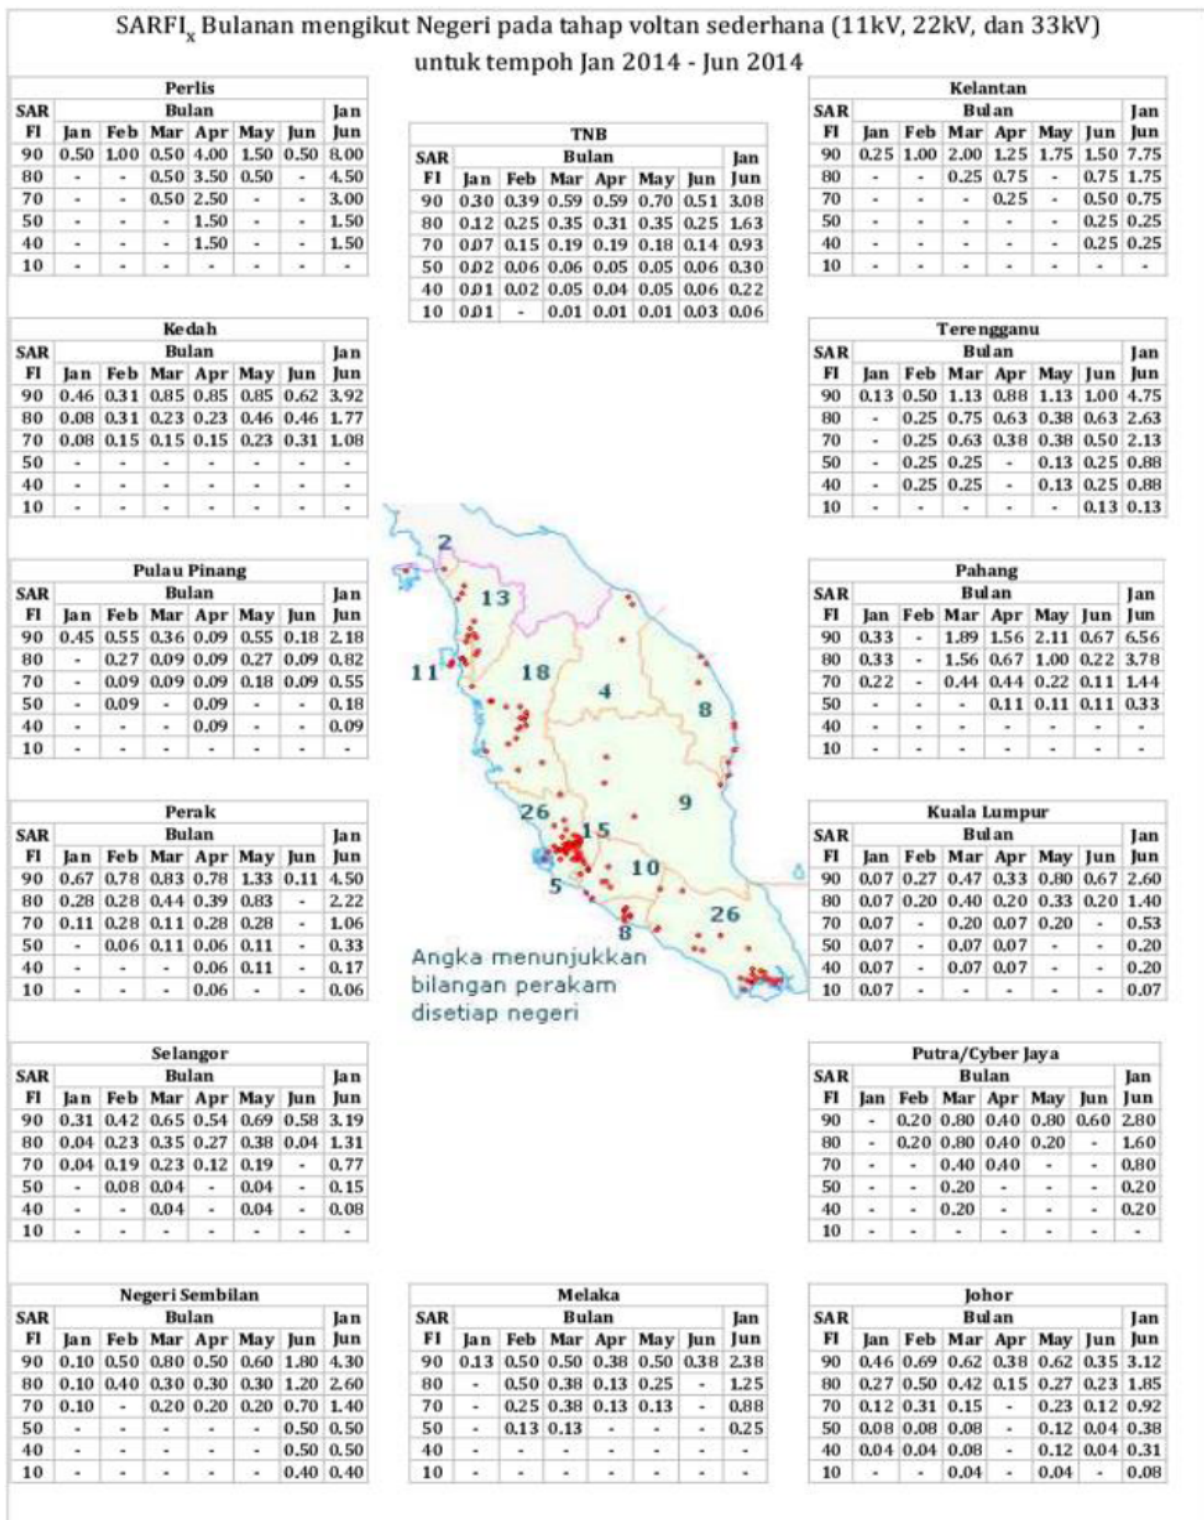 SARFIx Bulanan mengikut Negeri pada tahap voltan sederhana (11kV, 22kV, dan 33kV)
untuk tempoh Jan 2014 - Jun 2014
Perlis
SAR Bulan Jan
FI Jan Feb Mar Apr May Jun Jun
90 0.50 1.00 0.50 4.00 1.50 0.50 8.00
80 - - 0.50 3.50 0.50 - 4.50
70 - - 0.50 2.50 - - 3.00
50 - - - 1.50 - - 1.50
40 - - - 1.50 - - 1.50
10 - - - - - - -
TNB
SAR Bulan Jan
FI Jan Feb Mar Apr May Jun Jun
90 0.30 0.39 0.59 0.59 0.70 0.51 3.08
80 0.12 0.25 0.35 0.31 0.35 0.25 1.63
70 0.07 0.15 0.19 0.19 0.18 0.14 0.93
50 0.02 0.06 0.06 0.05 0.05 0.06 0.30
40 0.01 0.02 0.05 0.04 0.05 0.06 0.22
10 0.01 - 0.01 0.01 0.01 0.03 0.06
Kelantan
SAR Bulan Jan
FI Jan Feb Mar Apr May Jun Jun
90 0.25 1.00 2.00 1.25 1.75 1.50 7.75
80 - - 0.25 0.75 - 0.75 1.75
70 - - - 0.25 - 0.50 0.75
50 - - - - - 0.25 0.25
40 - - - - - 0.25 0.25
10 - - - - - - -
Kedah
SAR Bulan Jan
FI Jan Feb Mar Apr May Jun Jun
90 0.46 0.31 0.85 0.85 0.85 0.62 3.92
80 0.08 0.31 0.23 0.23 0.46 0.46 1.77
70 0.08 0.15 0.15 0.15 0.23 0.31 1.08
50 - - - - - - -
40 - - - - - - -
10 - - - - - - -
Terengganu
SAR Bulan Jan
FI Jan Feb Mar Apr May Jun Jun
90 0.13 0.50 1.13 0.88 1.13 1.00 4.75
80 - 0.25 0.75 0.63 0.38 0.63 2.63
70 - 0.25 0.63 0.38 0.38 0.50 2.13
50 - 0.25 0.25 - 0.13 0.25 0.88
40 - 0.25 0.25 - 0.13 0.25 0.88
10 - - - - - 0.13 0.13
Pulau Pinang
SAR Bulan Jan
FI Jan Feb Mar Apr May Jun Jun
90 0.45 0.55 0.36 0.09 0.55 0.18 2.18
80 - 0.27 0.09 0.09 0.27 0.09 0.82
70 - 0.09 0.09 0.09 0.18 0.09 0.55
50 - 0.09 - 0.09 - - 0.18
40 - - - 0.09 - - 0.09
10 - - - - - - -
2
13
11
18
4
8
9
26
15
10
5
26
8
Angka menunjukkan
bilangan perakam
disetiap negeri
Pahang
SAR Bulan Jan
FI Jan Feb Mar Apr May Jun Jun
90 0.33 - 1.89 1.56 2.11 0.67 6.56
80 0.33 - 1.56 0.67 1.00 0.22 3.78
70 0.22 - 0.44 0.44 0.22 0.11 1.44
50 - - - 0.11 0.11 0.11 0.33
40 - - - - - - -
10 - - - - - - -
Perak
SAR Bulan Jan
FI Jan Feb Mar Apr May Jun Jun
90 0.67 0.78 0.83 0.78 1.33 0.11 4.50
80 0.28 0.28 0.44 0.39 0.83 - 2.22
70 0.11 0.28 0.11 0.28 0.28 - 1.06
50 - 0.06 0.11 0.06 0.11 - 0.33
40 - - - 0.06 0.11 - 0.17
10 - - - 0.06 - - 0.06
Kuala Lumpur
SAR Bulan Jan
FI Jan Feb Mar Apr May Jun Jun
90 0.07 0.27 0.47 0.33 0.80 0.67 2.60
80 0.07 0.20 0.40 0.20 0.33 0.20 1.40
70 0.07 - 0.20 0.07 0.20 - 0.53
50 0.07 - 0.07 0.07 - - 0.20
40 0.07 - 0.07 0.07 - - 0.20
10 0.07 - - - - - 0.07
Selangor
SAR Bulan Jan
FI Jan Feb Mar Apr May Jun Jun
90 0.31 0.42 0.65 0.54 0.69 0.58 3.19
80 0.04 0.23 0.35 0.27 0.38 0.04 1.31
70 0.04 0.19 0.23 0.12 0.19 - 0.77
50 - 0.08 0.04 - 0.04 - 0.15
40 - - 0.04 - 0.04 - 0.08
10 - - - - - - -
Putra/Cyber Jaya
SAR Bulan Jan
FI Jan Feb Mar Apr May Jun Jun
90 - 0.20 0.80 0.40 0.80 0.60 2.80
80 - 0.20 0.80 0.40 0.20 - 1.60
70 - - 0.40 0.40 - - 0.80
50 - - 0.20 - - - 0.20
40 - - 0.20 - - - 0.20
10 - - - - - - -
Negeri Sembilan
SAR Bulan Jan
FI Jan Feb Mar Apr May Jun Jun
90 0.10 0.50 0.80 0.50 0.60 1.80 4.30
80 0.10 0.40 0.30 0.30 0.30 1.20 2.60
70 0.10 - 0.20 0.20 0.20 0.70 1.40
50 - - - - - 0.50 0.50
40 - - - - - 0.50 0.50
10 - - - - - 0.40 0.40
Melaka
SAR Bulan Jan
FI Jan Feb Mar Apr May Jun Jun
90 0.13 0.50 0.50 0.38 0.50 0.38 2.38
80 - 0.50 0.38 0.13 0.25 - 1.25
70 - 0.25 0.38 0.13 0.13 - 0.88
50 - 0.13 0.13 - - - 0.25
40 - - - - - - -
10 - - - - - - -
Johor
SAR Bulan Jan
FI Jan Feb Mar Apr May Jun Jun
90 0.46 0.69 0.62 0.38 0.62 0.35 3.12
80 0.27 0.50 0.42 0.15 0.27 0.23 1.85
70 0.12 0.31 0.15 - 0.23 0.12 0.92
50 0.08 0.08 0.08 - 0.12 0.04 0.38
40 0.04 0.04 0.08 - 0.12 0.04 0.31
10 - - 0.04 - 0.04 - 0.08